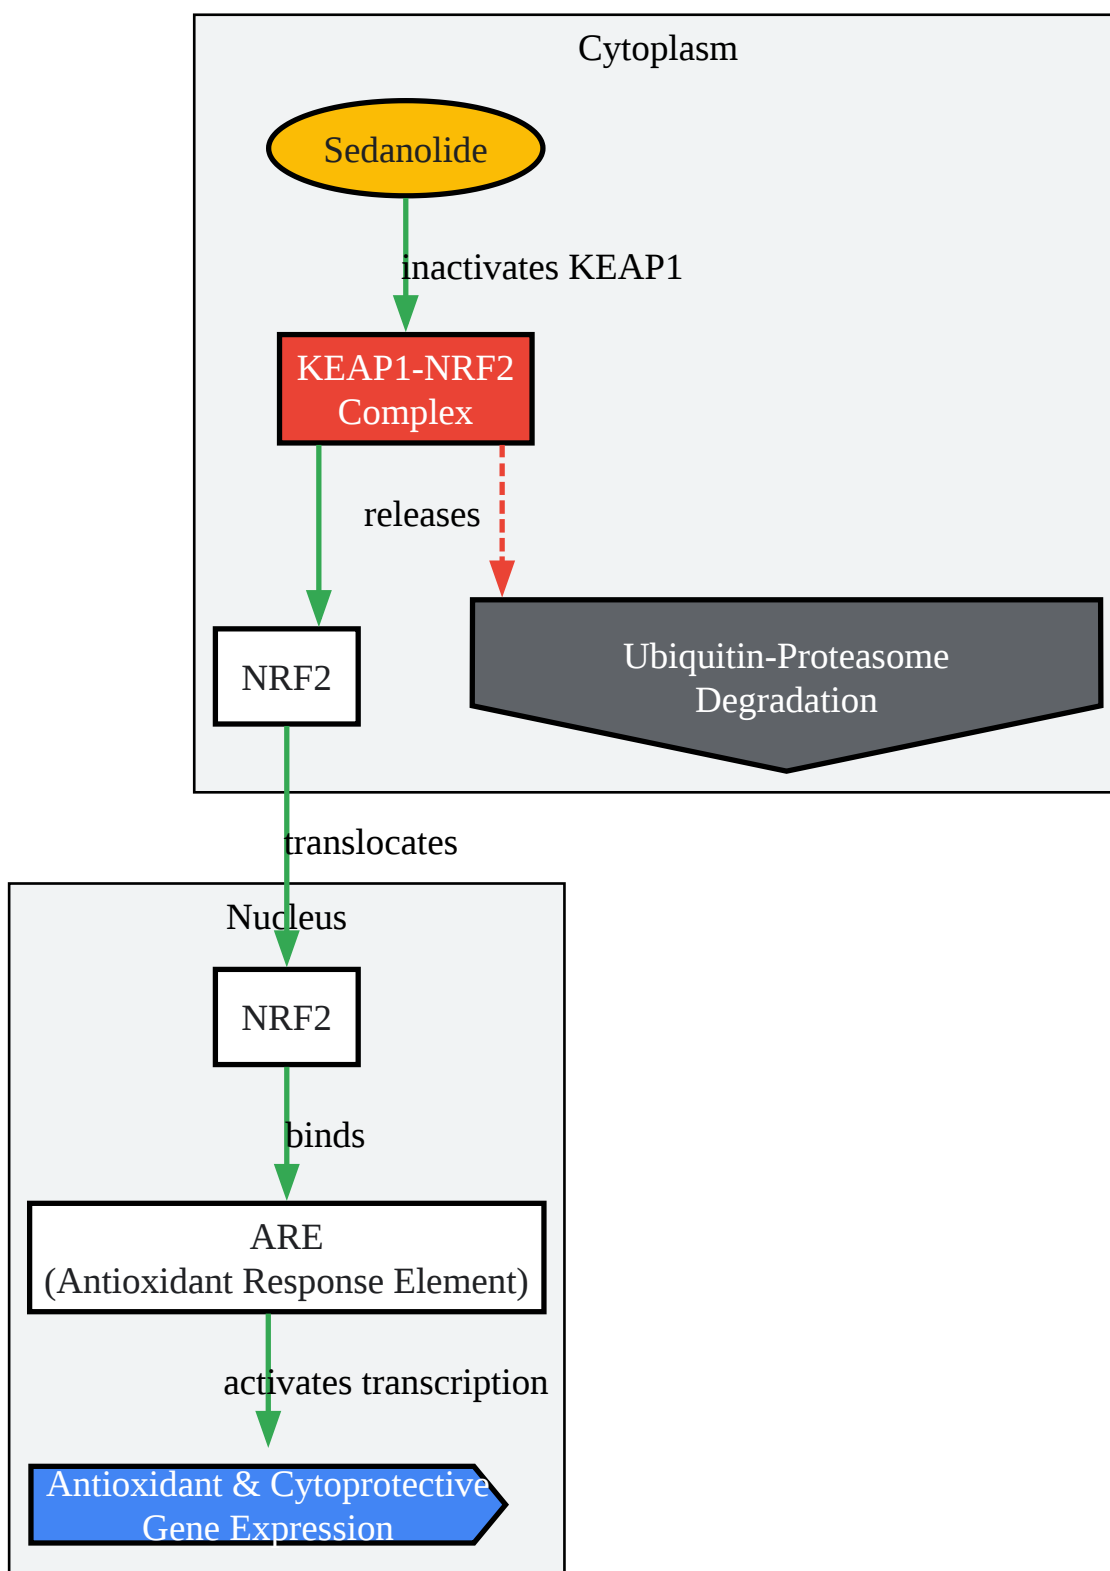 Cytoplasm
Sedanolide
inactivates KEAP1
KEAP1-NRF2
Complex
releases
NRF2
Ubiquitin-Proteasome
Degradation
translocates
Nucleus
NRF2
binds
ARE
(Antioxidant Response Element)
activates transcription
Antioxidant & Cytoprotective
Gene Expression